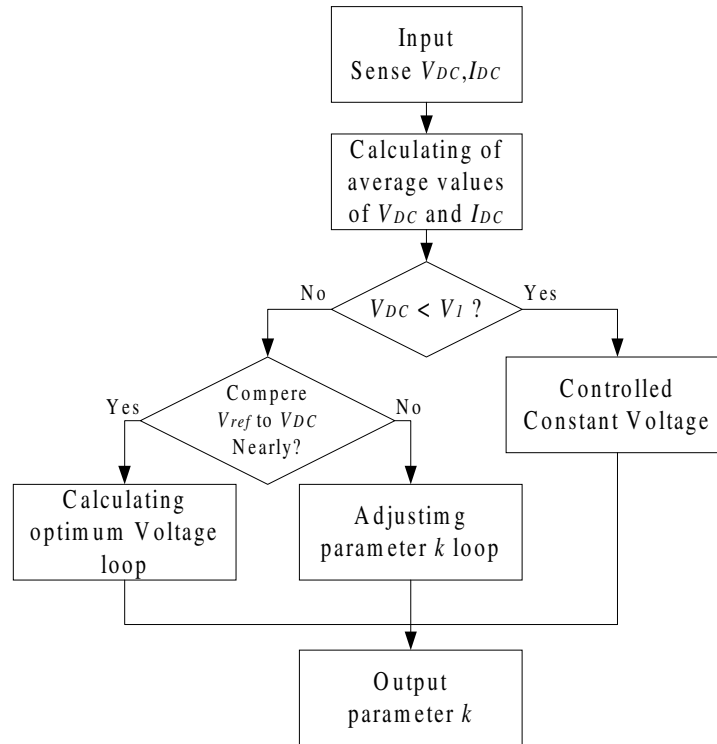 Input
Sense VDC,IDC
Calculating of
average values
of VDC and IDC
No
VDC < V1 ?
Yes
Yes
Compere
Vref to VDC
Nearly?
No
Controlled
Constant Voltage
Calculating
optimum Voltage
loop
Adjustimg
parameter k loop
Output
parameter k